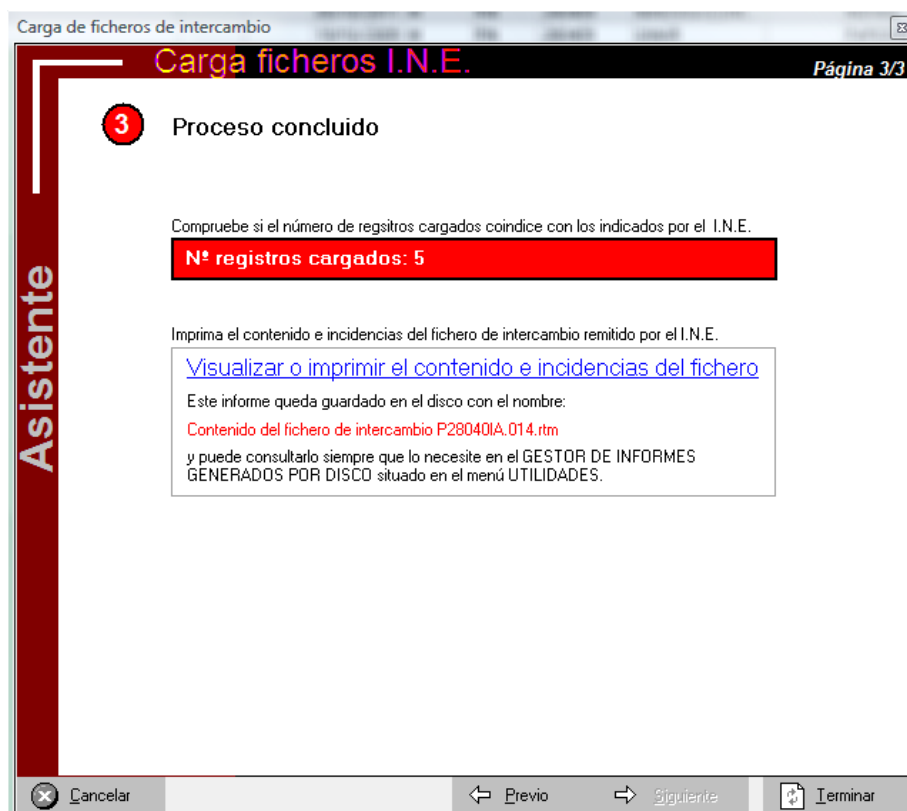 Carga de ficheros de intercambio
Carga ficheros I.N.E.
Página 3/3
3 Proceso concluido
Compruebe si el número de regsitros cargados coindice con los indicados por el I.N.E.
Nº registros cargados: 5
Asistente
Imprima el contenido e incidencias del fichero de intercambio remitido por el I.N.E.
Visualizar o imprimir el contenido e incidencias del fichero
Este informe queda guardado en el disco con el nombre:
Contenido del fichero de intercambio P28040IA.014.rtm
y puede consultarlo siempre que lo necesite en el GESTOR DE INFORMES
GENERADOS POR DISCO situado en el menú UTILIDADES.
Cancelar
Previo
Siguiente
Terminar